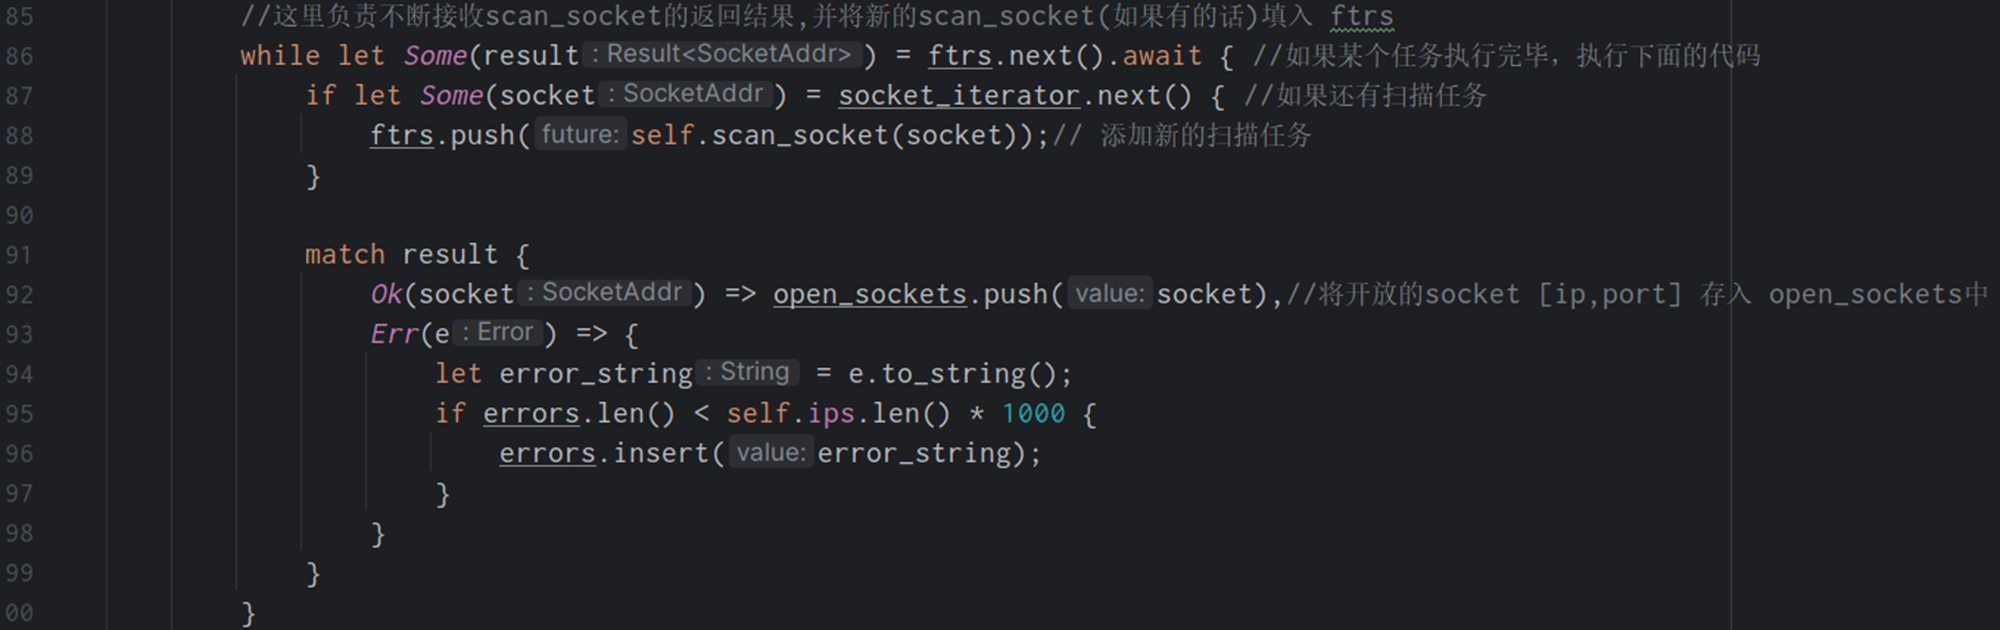 85 //这里负责不断接收scan_socket的返回结果,并将新的scan_socket(如果有的话)填入 ftrs
86 while let Some(result : Result<SocketAddr> ) = ftrs.next().await { //如果某个任务执行完毕，执行下面的代码
87 if let Some(socket : SocketAddr ) = socket_iterator.next() { //如果还有扫描任务
88 ftrs.push( future: self.scan_socket(socket));// 添加新的扫描任务
89 }
90
91 match result {
92 Ok(socket : SocketAddr ) => open_sockets.push( value: socket),//将开放的socket [ip,port] 存入 open_sockets中
93 Err(e : Error ) => {
94 let error_string : String = e.to_string();
95 if errors.len() < self.ips.len() * 1000 {
96 errors.insert( value: error_string);
97 }
98 }
99 }
00 }